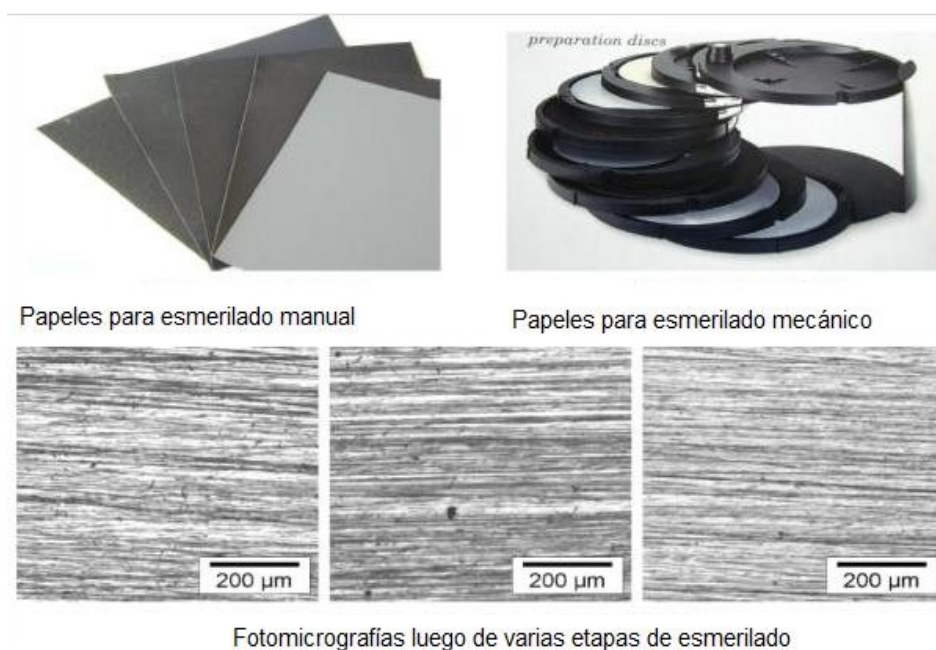 preparation discs
Papeles para esmerilado manual
Papeles para esmerilado mecánico
200 µm
200 µm
200 µm
Fotomicrografías luego de varias etapas de esmerilado